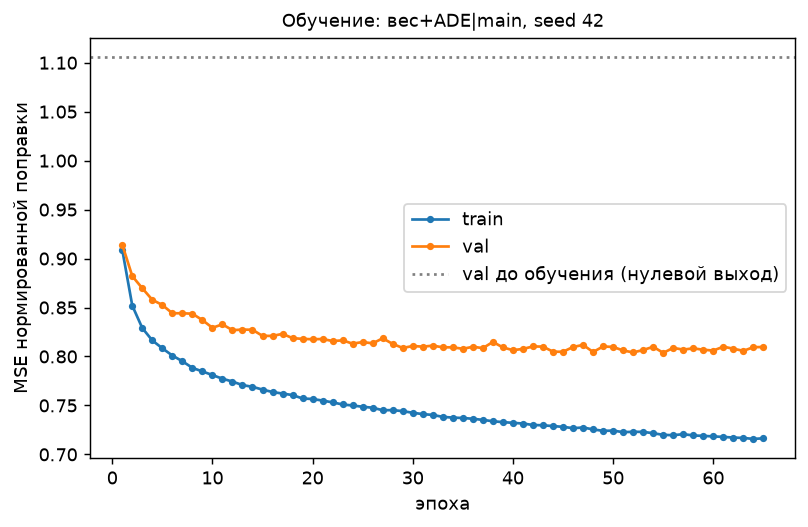 Обучение: вес+ADE|main, seed 42
MSE нормированной поправки
1.10
1.05
1.00
0.95
0.90
0.85
0.80
0.75
0.70
train
val
val до обучения (нулевой выход)
0
10
20
30
40
50
60
эпоха